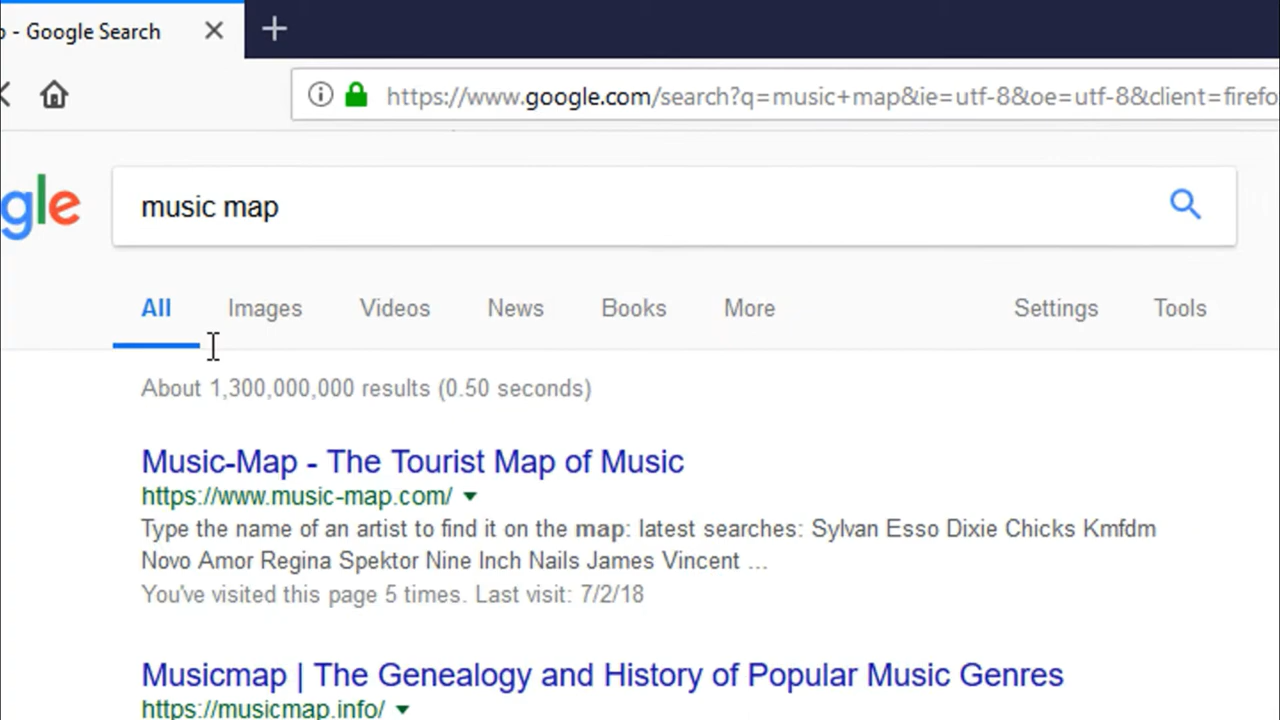 - Google Search
https://www.google.com/search?q=music+map&ie=utf-8&oe=utf-8&client=firefo
gle
music map
All Images Videos News Books More Settings Tools
About 1,300,000,000 results (0.50 seconds)
Music-Map - The Tourist Map of Music
https://www.music-map.com/
Type the name of an artist to find it on the map: latest searches: Sylvan Esso Dixie Chicks Kmfdm
Novo Amor Regina Spektor Nine Inch Nails James Vincent ...
You've visited this page 5 times. Last visit: 7/2/18
Musicmap | The Genealogy and History of Popular Music Genres
https://musicmap.info/